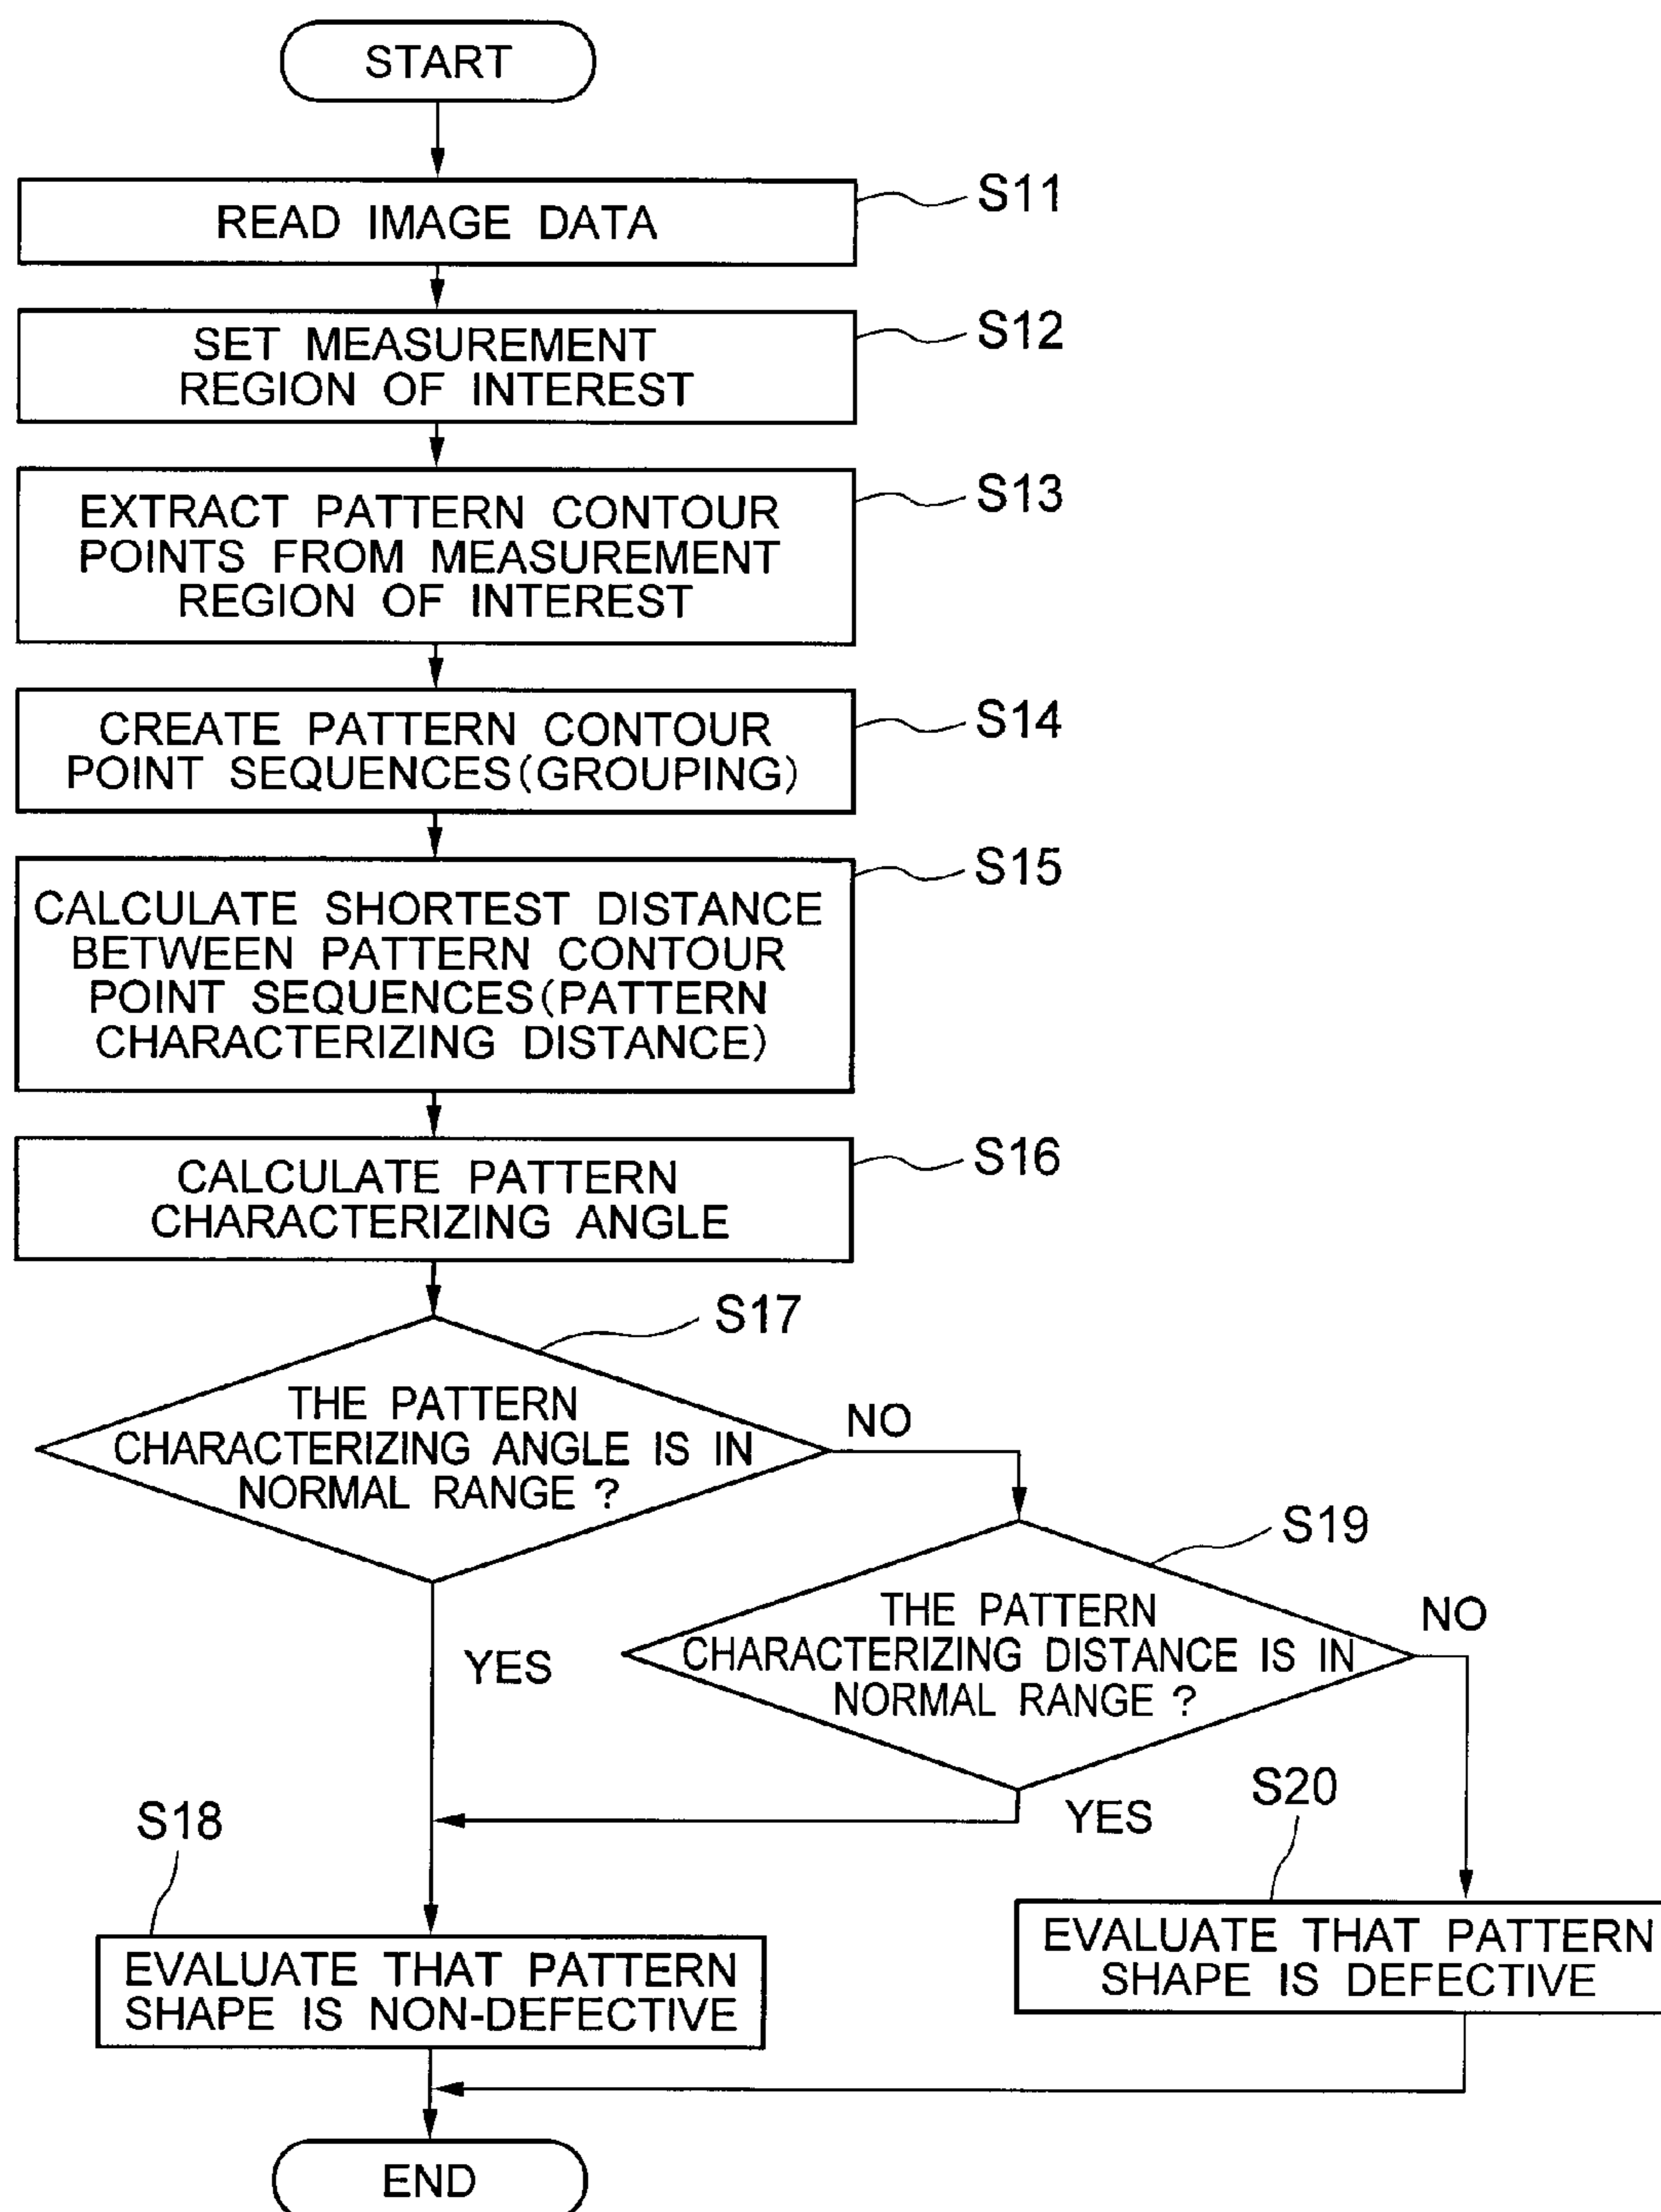 START
S11
READ IMAGE DATA
S12
SET MEASUREMENT
REGION OF INTEREST
S13
EXTRACT PATTERN CONTOUR
POINTS FROM MEASUREMENT
REGION OF INTEREST
S14
CREATE PATTERN CONTOUR
POINT SEQUENCES(GROUPING)
S15
CALCULATE SHORTEST DISTANCE
BETWEEN PATTERN CONTOUR
POINT SEQUENCES(PATTERN
CHARACTERIZING DISTANCE)
S16
CALCULATE PATTERN
CHARACTERIZING ANGLE
S17
THE PATTERN
CHARACTERIZING ANGLE IS IN
NORMAL RANGE ?
NO
YES
S19
THE PATTERN
CHARACTERIZING DISTANCE IS IN
NORMAL RANGE ?
NO
YES
S18
EVALUATE THAT PATTERN
SHAPE IS NON-DEFECTIVE
S20
EVALUATE THAT PATTERN
SHAPE IS DEFECTIVE
END